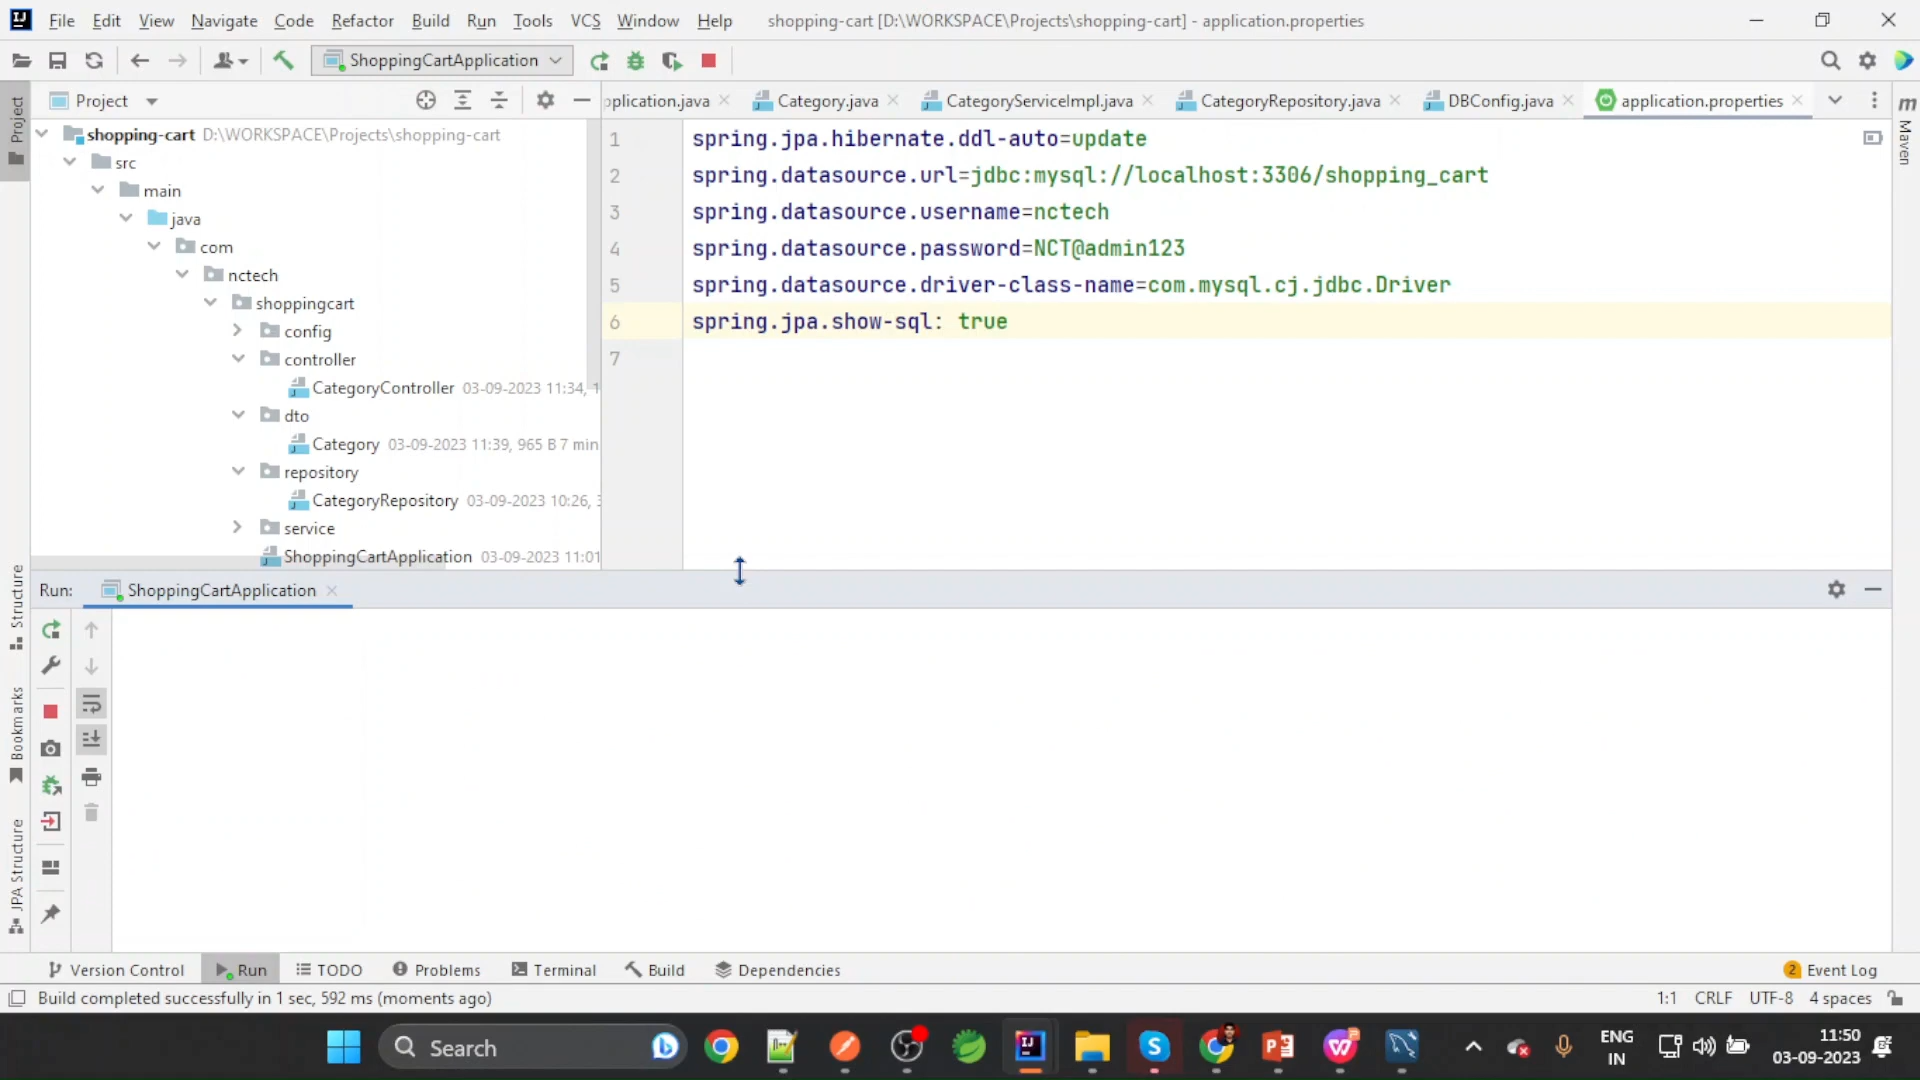 File Edit View Navigate Code Refactor Build Run Tools VCS Window Help shopping-cart [D:\WORKSPACE\Projects\shopping-cart] - application.properties
ShoppingCartApplication
Project
pplication.java Category.java CategoryServiceImpl.java CategoryRepository.java DBConfig.java application.properties
shopping-cart D:\WORKSPACE\Projects\shopping-cart
src
main
java
com
nctech
shoppingcart
config
controller
CategoryController 03-09-2023 11:34, 1
dto
Category 03-09-2023 11:39, 965 B 7 min
repository
CategoryRepository 03-09-2023 10:26, 3
service
ShoppingCartApplication 03-09-2023 11:01
1 spring.jpa.hibernate.ddl-auto=update
2 spring.datasource.url=jdbc:mysql://localhost:3306/shopping_cart
3 spring.datasource.username=nctech
4 spring.datasource.password=NCT@admin123
5 spring.datasource.driver-class-name=com.mysql.cj.jdbc.Driver
6 spring.jpa.show-sql: true
7
Project
Structure
Bookmarks
JPA Structure
m
Maven
Run: ShoppingCartApplication
Version Control Run TODO Problems Terminal Build Dependencies 2 Event Log
Build completed successfully in 1 sec, 592 ms (moments ago) 1:1 CRLF UTF-8 4 spaces
Search
ENG
IN
11:50
03-09-2023